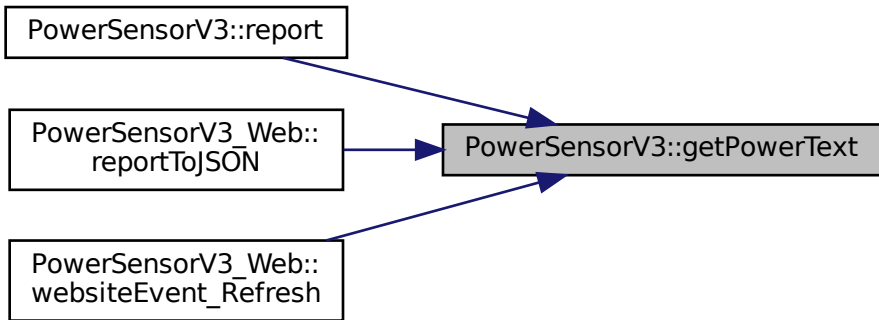 PowerSensorV3::report
PowerSensorV3_Web::
reportToJSON
PowerSensorV3::getPowerText
PowerSensorV3_Web::
websiteEvent_Refresh